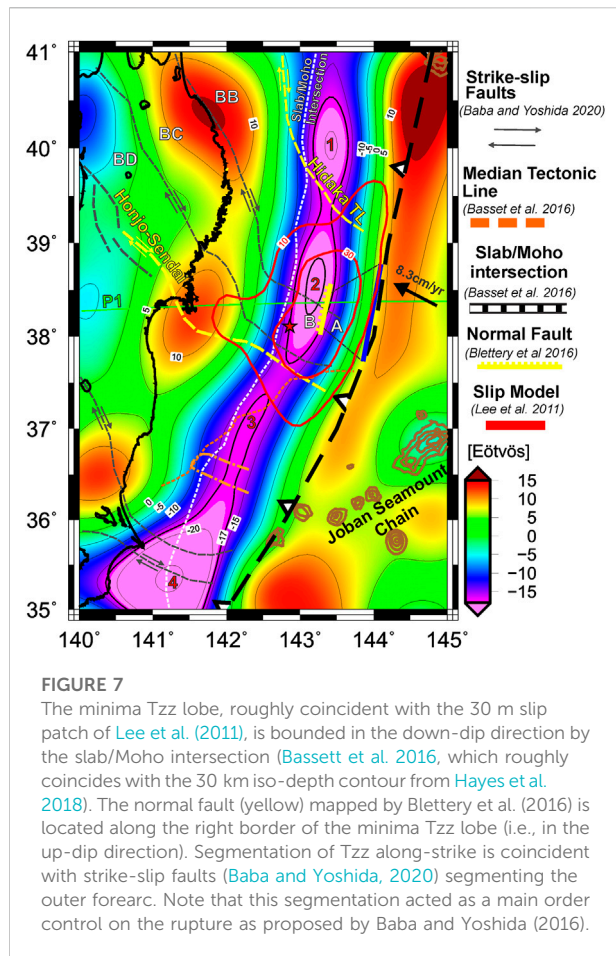 41°
40°
39°
38°
37°
36°
35°
140°
141°
142°
143°
144°
145°
BB
BC
BD
Honjo-Sendai
P1
Slab/Moho
Intersection
Hidaka TL
10
-10
-5
0
5
10
1
10
30
2
B
A
8.3cm/yr
5
10
3
0
-5
-10
-20
-17
-15
4
Joban Seamount
Chain
Strike-slip
Faults
(Baba and Yoshida 2020)
Median Tectonic
Line
(Basset et al. 2016)
Slab/Moho
intersection
(Basset et al. 2016)
Normal Fault
(Blettery et al 2016)
Slip Model
(Lee et al. 2011)
[Eötvös]
15
10
5
0
−5
−10
−15
FIGURE 7
The minima Tzz lobe, roughly coincident with the 30 m slip
patch of Lee et al. (2011), is bounded in the down-dip direction by
the slab/Moho intersection (Bassett et al. 2016, which roughly
coincides with the 30 km iso-depth contour from Hayes et al.
2018). The normal fault (yellow) mapped by Blettery et al. (2016) is
located along the right border of the minima Tzz lobe (i.e., in the
up-dip direction). Segmentation of Tzz along-strike is coincident
with strike-slip faults (Baba and Yoshida, 2020) segmenting the
outer forearc. Note that this segmentation acted as a main order
control on the rupture as proposed by Baba and Yoshida (2016).